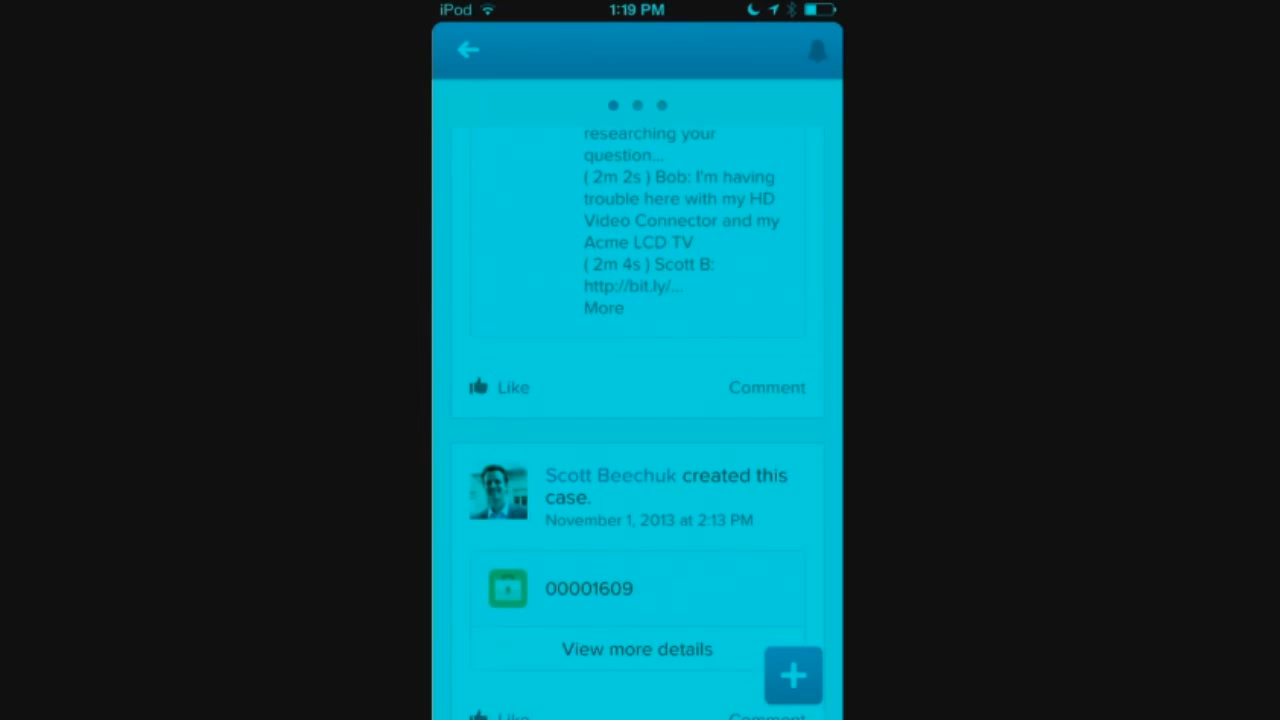 iPod 1:19 PM
researching your
question...
( 2m 2s ) Bob: I'm having
trouble here with my HD
Video Connector and my
Acme LCD TV
( 2m 4s ) Scott B:
http://bit.ly/...
More
Like Comment
Scott Beechuk created this
case.
November 1, 2013 at 2:13 PM
00001609
View more details
Like Comment